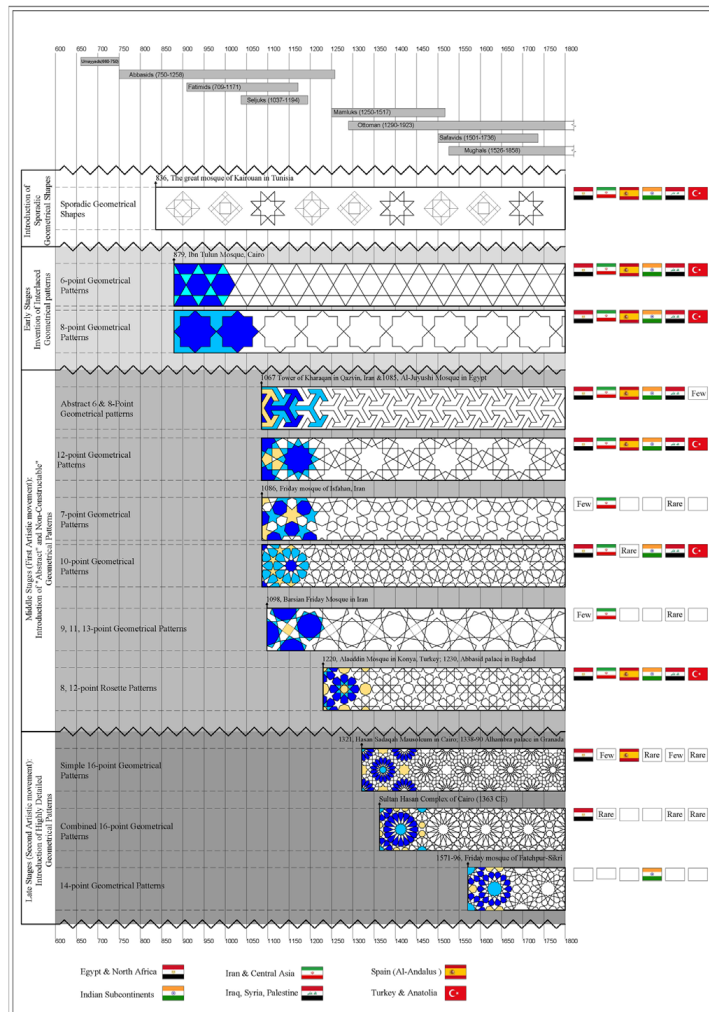 600 650 700 750 800 850 900 950 1000 1050 1100 1150 1200 1250 1300 1350 1400 1450 1500 1550 1600 1650 1700 1750 1800
Abbasids (750-1258)
Fatimids (709-1171)
Seljuks (1037-1194)
Mamluks (1250-1517)
Ottoman (1290-1923)
Safavids (1501-1736)
Mughals (1526-1858)
Introduction of
Sporadic
Geometrical Shapes
836, The great mosque of Kairouan in Tunisia
Sporadic Geometrical
Shapes
Early Stages
Invention of Interlaced
Geometrical patterns
879, Ibn Tulun Mosque, Cairo
6-point Geometrical
Patterns
8-point Geometrical
Patterns
Middle Stages (First Artistic movement):
Introduction of "Abstract" and Non-Constructable"
Geometrical Patterns
1067 Tower of Kharaqan in Qazvin, Iran &1085, Al-Juyushi Mosque in Egypt
Abstract 6 & 8-Point
Geometrical patterns
Few
12-point Geometrical
Patterns
1086, Friday mosque of Isfahan, Iran
7-point Geometrical
Patterns
Few
Rare
10-point Geometrical
Patterns
Rare
1098, Barsian Friday Mosque in Iran
9, 11, 13-point Geometrical Patterns
Few
Rare
1220, Alaeddin Mosque in Konya, Turkey; 1230, Abbasid palace in Baghdad
8, 12-point Rosette Patterns
Late Stages (Second Artistic movement):
Introduction of Highly Detailed
Geometrical Patterns
1321, Hasan Sadaqah Mausoleum in Cairo, 1338-90 Alhambra palace in Granada
Simple 16-point Geometrical
Patterns
Few
Rare
Few
Rare
Sultan Hasan Complex of Cairo (1363 CE)
Combined 16-point Geometrical
Patterns
Rare
Rare
Rare
1571-96, Friday mosque of Fatehpur-Sikri
14-point Geometrical Patterns
600 650 700 750 800 850 900 950 1000 1050 1100 1150 1200 1250 1300 1350 1400 1450 1500 1550 1600 1650 1700 1750 1800
Egypt & North Africa
Iran & Central Asia
Spain (Al-Andalus )
Indian Subcontinents
Iraq, Syria, Palestine
Turkey & Anatolia